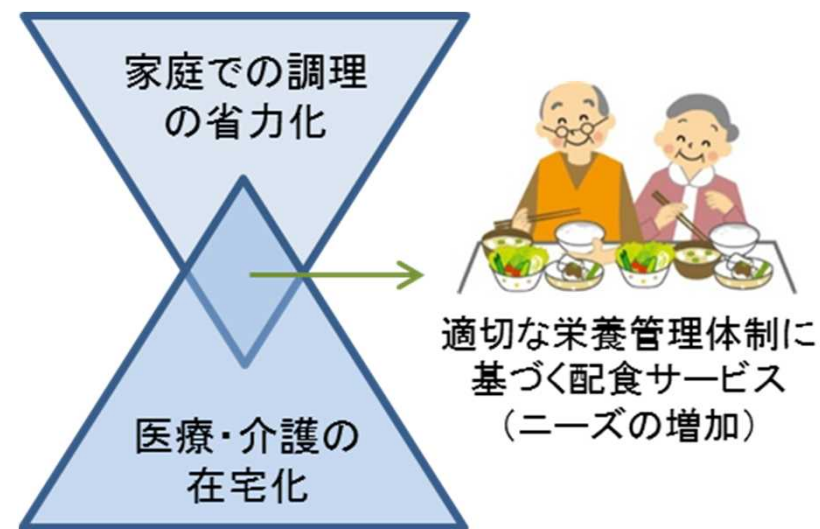 家庭での調理
の省力化
医療・介護の
在宅化
適切な栄養管理体制に
基づく配食サービス
（ニーズの増加）